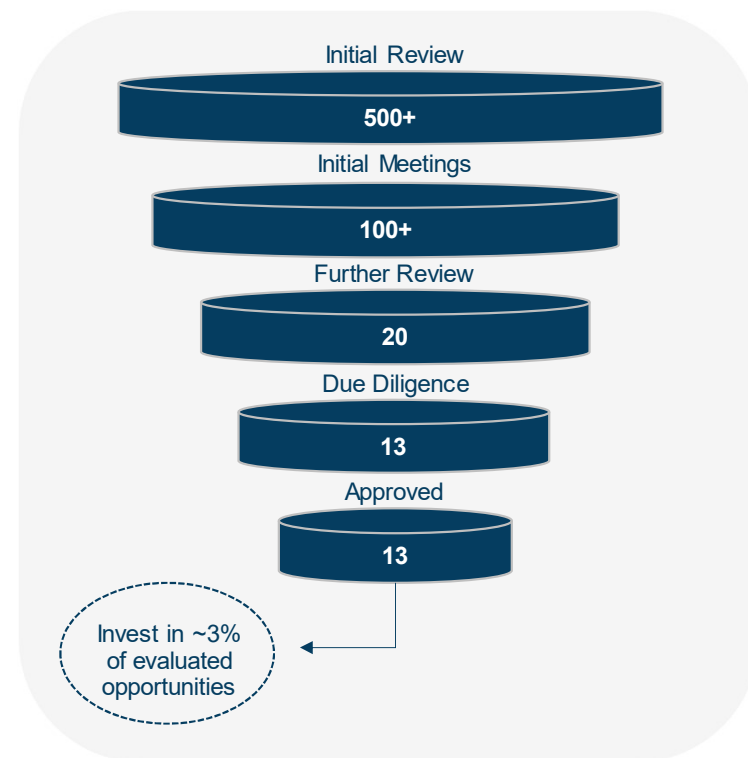 Initial Review
500+
Initial Meetings
100+
Further Review
20
Due Diligence
13
Approved
13
Invest in ~3%
of evaluated
opportunities